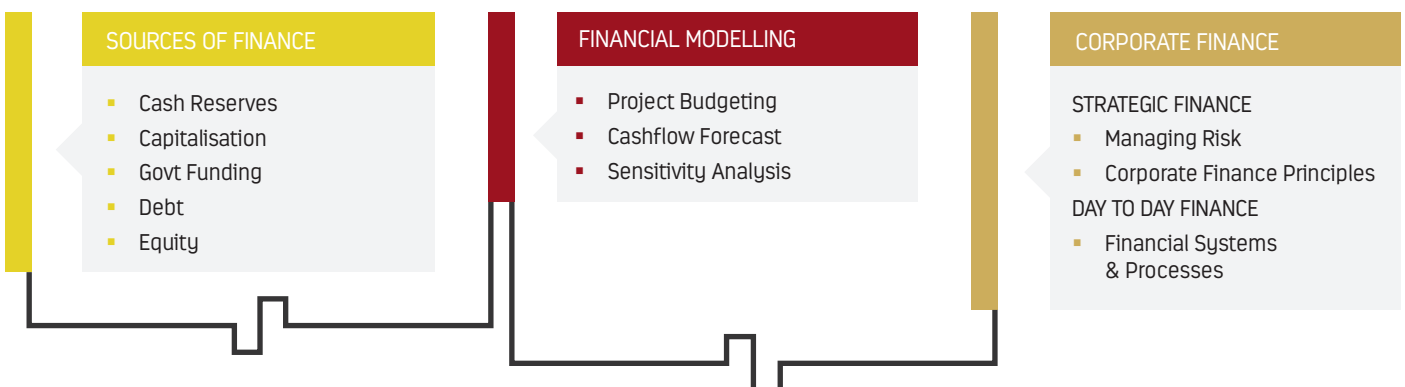 SOURCES OF FINANCE
Cash Reserves
Capitalisation
Govt Funding
Debt
Equity
FINANCIAL MODELLING
Project Budgeting
Cashflow Forecast
Sensitivity Analysis
CORPORATE FINANCE
STRATEGIC FINANCE
Managing Risk
Corporate Finance Principles
DAY TO DAY FINANCE
Financial Systems
& Processes